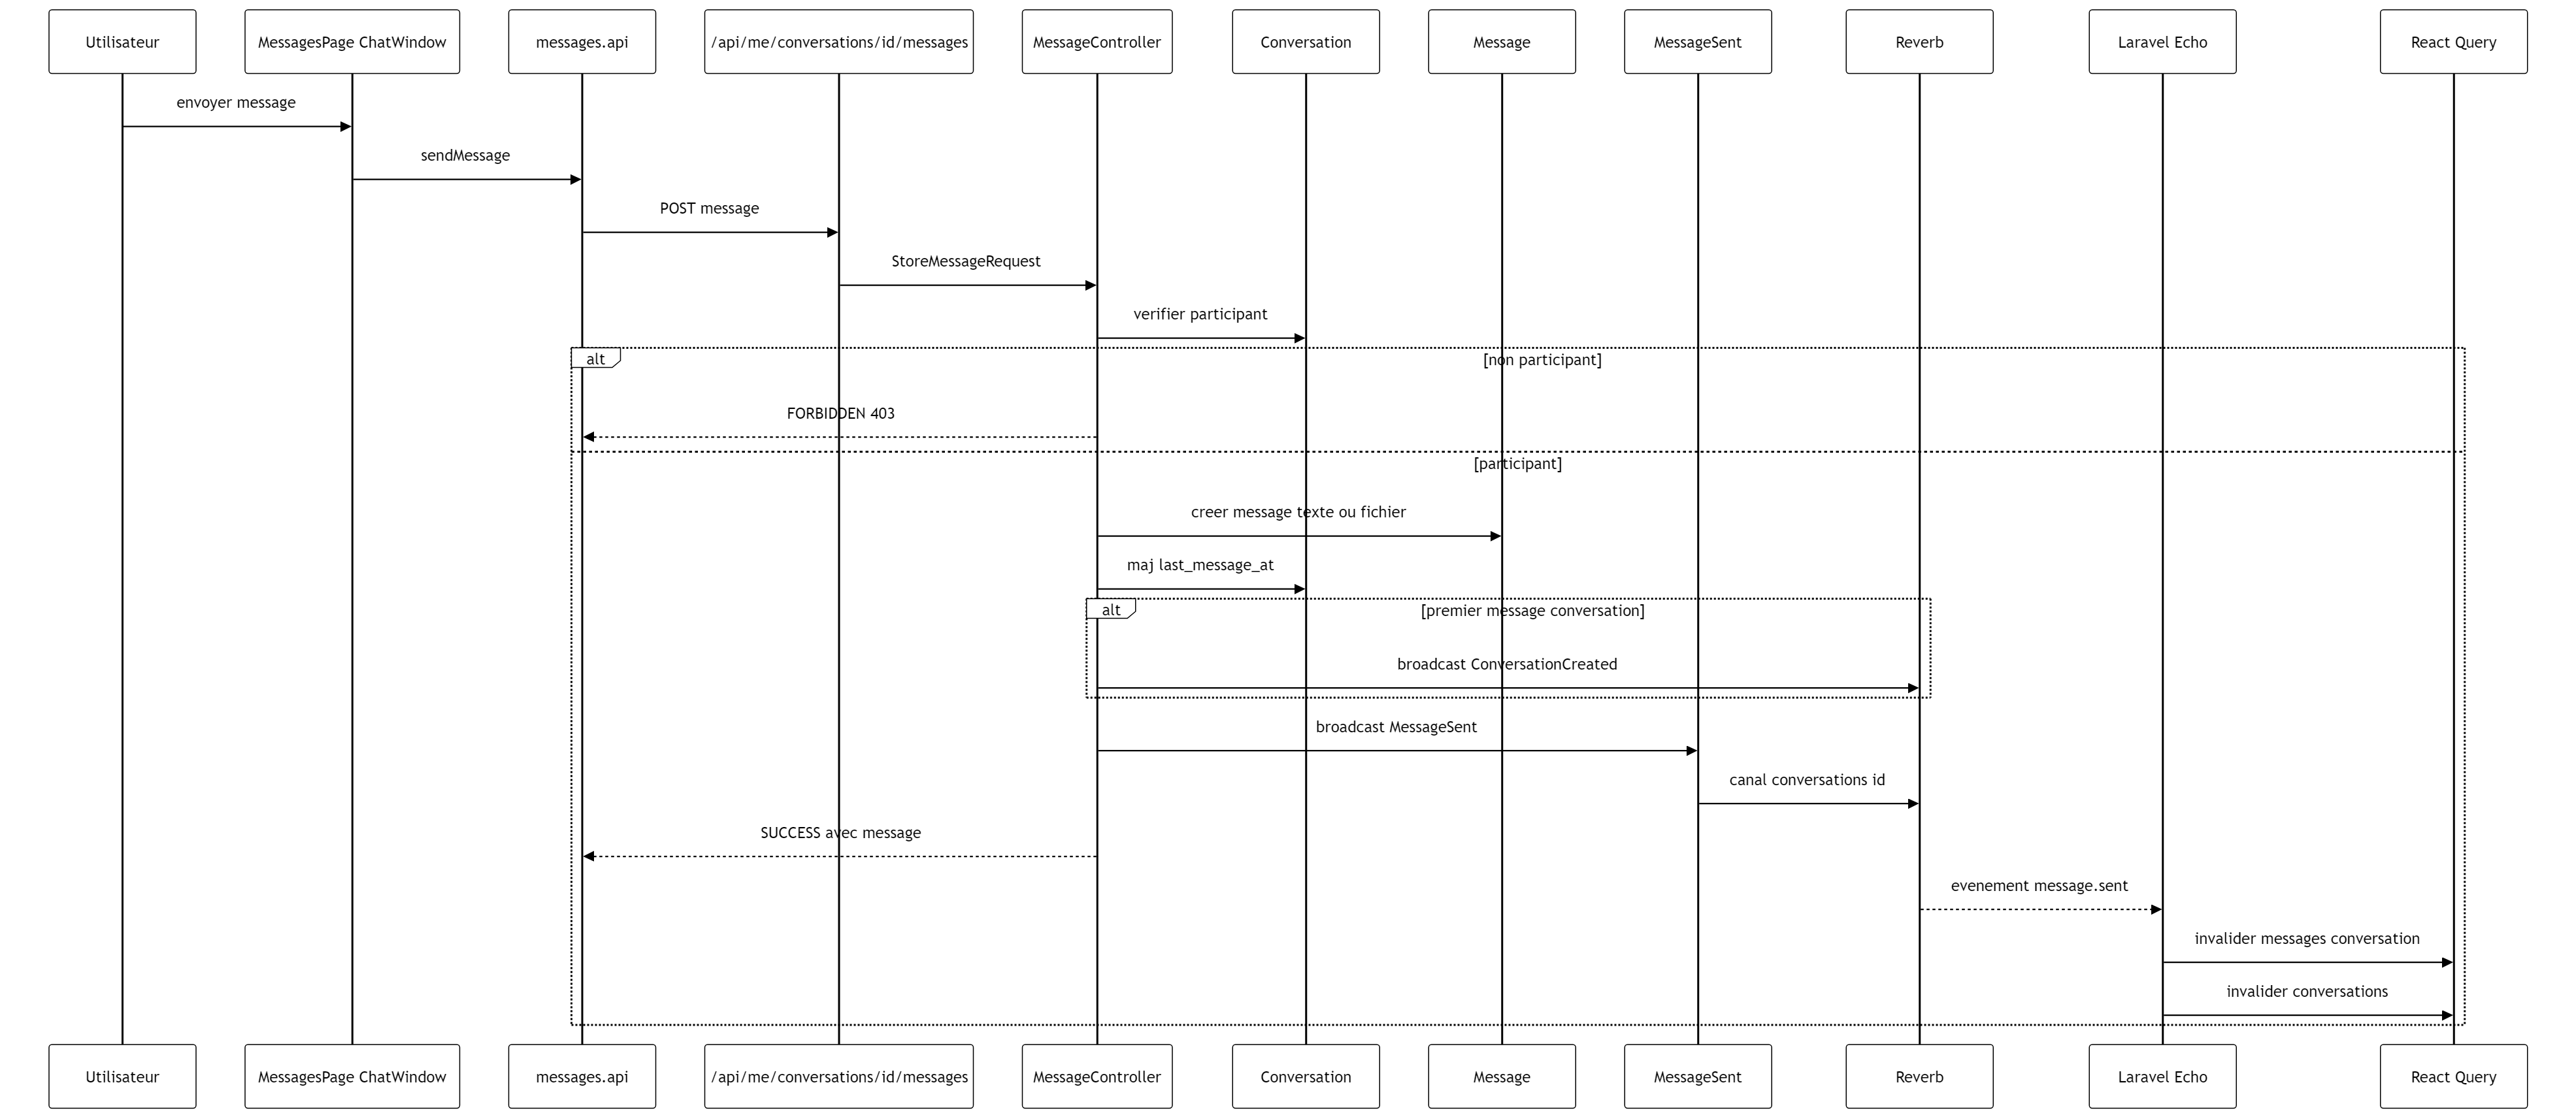 Utilisateur
MessagesPage ChatWindow
messages.api
/api/me/conversations/id/messages
MessageController
Conversation
Message
MessageSent
Reverb
Laravel Echo
React Query
envoyer message
sendMessage
POST message
StoreMessageRequest
verifier participant
alt
[non participant]
FORBIDDEN 403
[participant]
creer message texte ou fichier
maj last_message_at
alt
[premier message conversation]
broadcast ConversationCreated
broadcast MessageSent
canal conversations id
SUCCESS avec message
evenement message.sent
invalider messages conversation
invalider conversations
Utilisateur
MessagesPage ChatWindow
messages.api
/api/me/conversations/id/messages
MessageController
Conversation
Message
MessageSent
Reverb
Laravel Echo
React Query